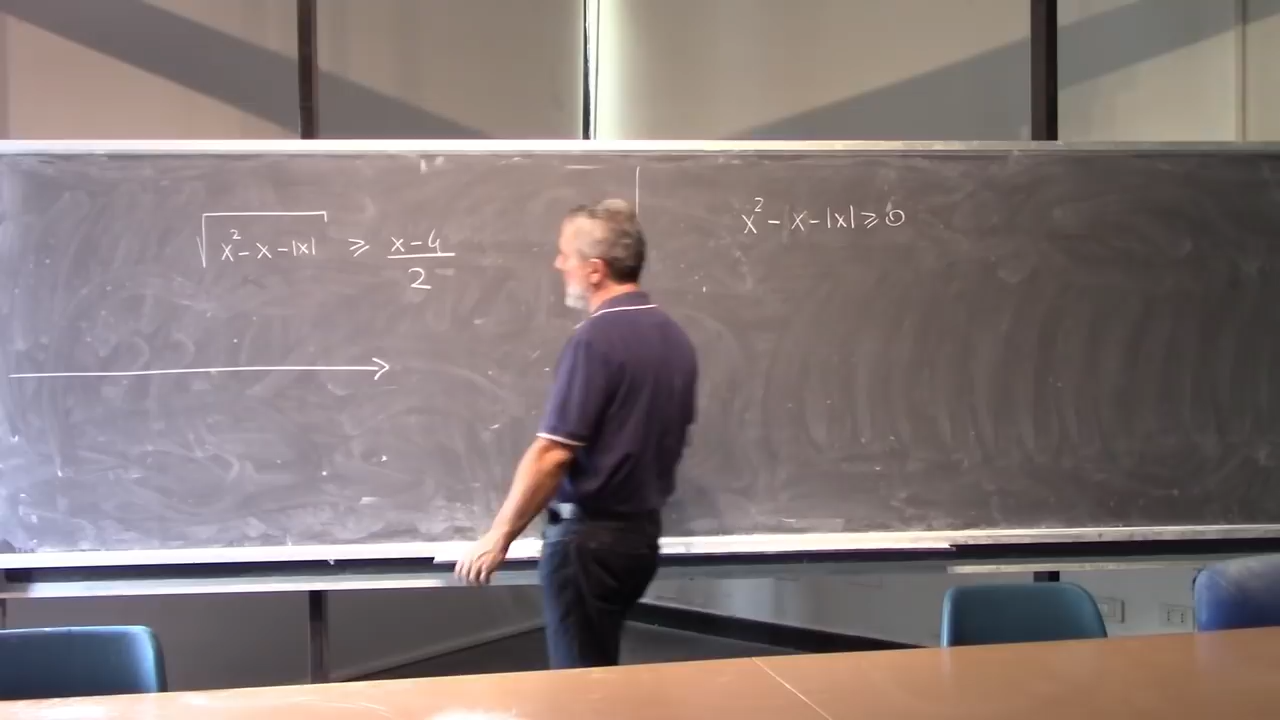 √(x² - x - |x|) ≥ (x-4)/2
x² - x - |x| ≥ 0